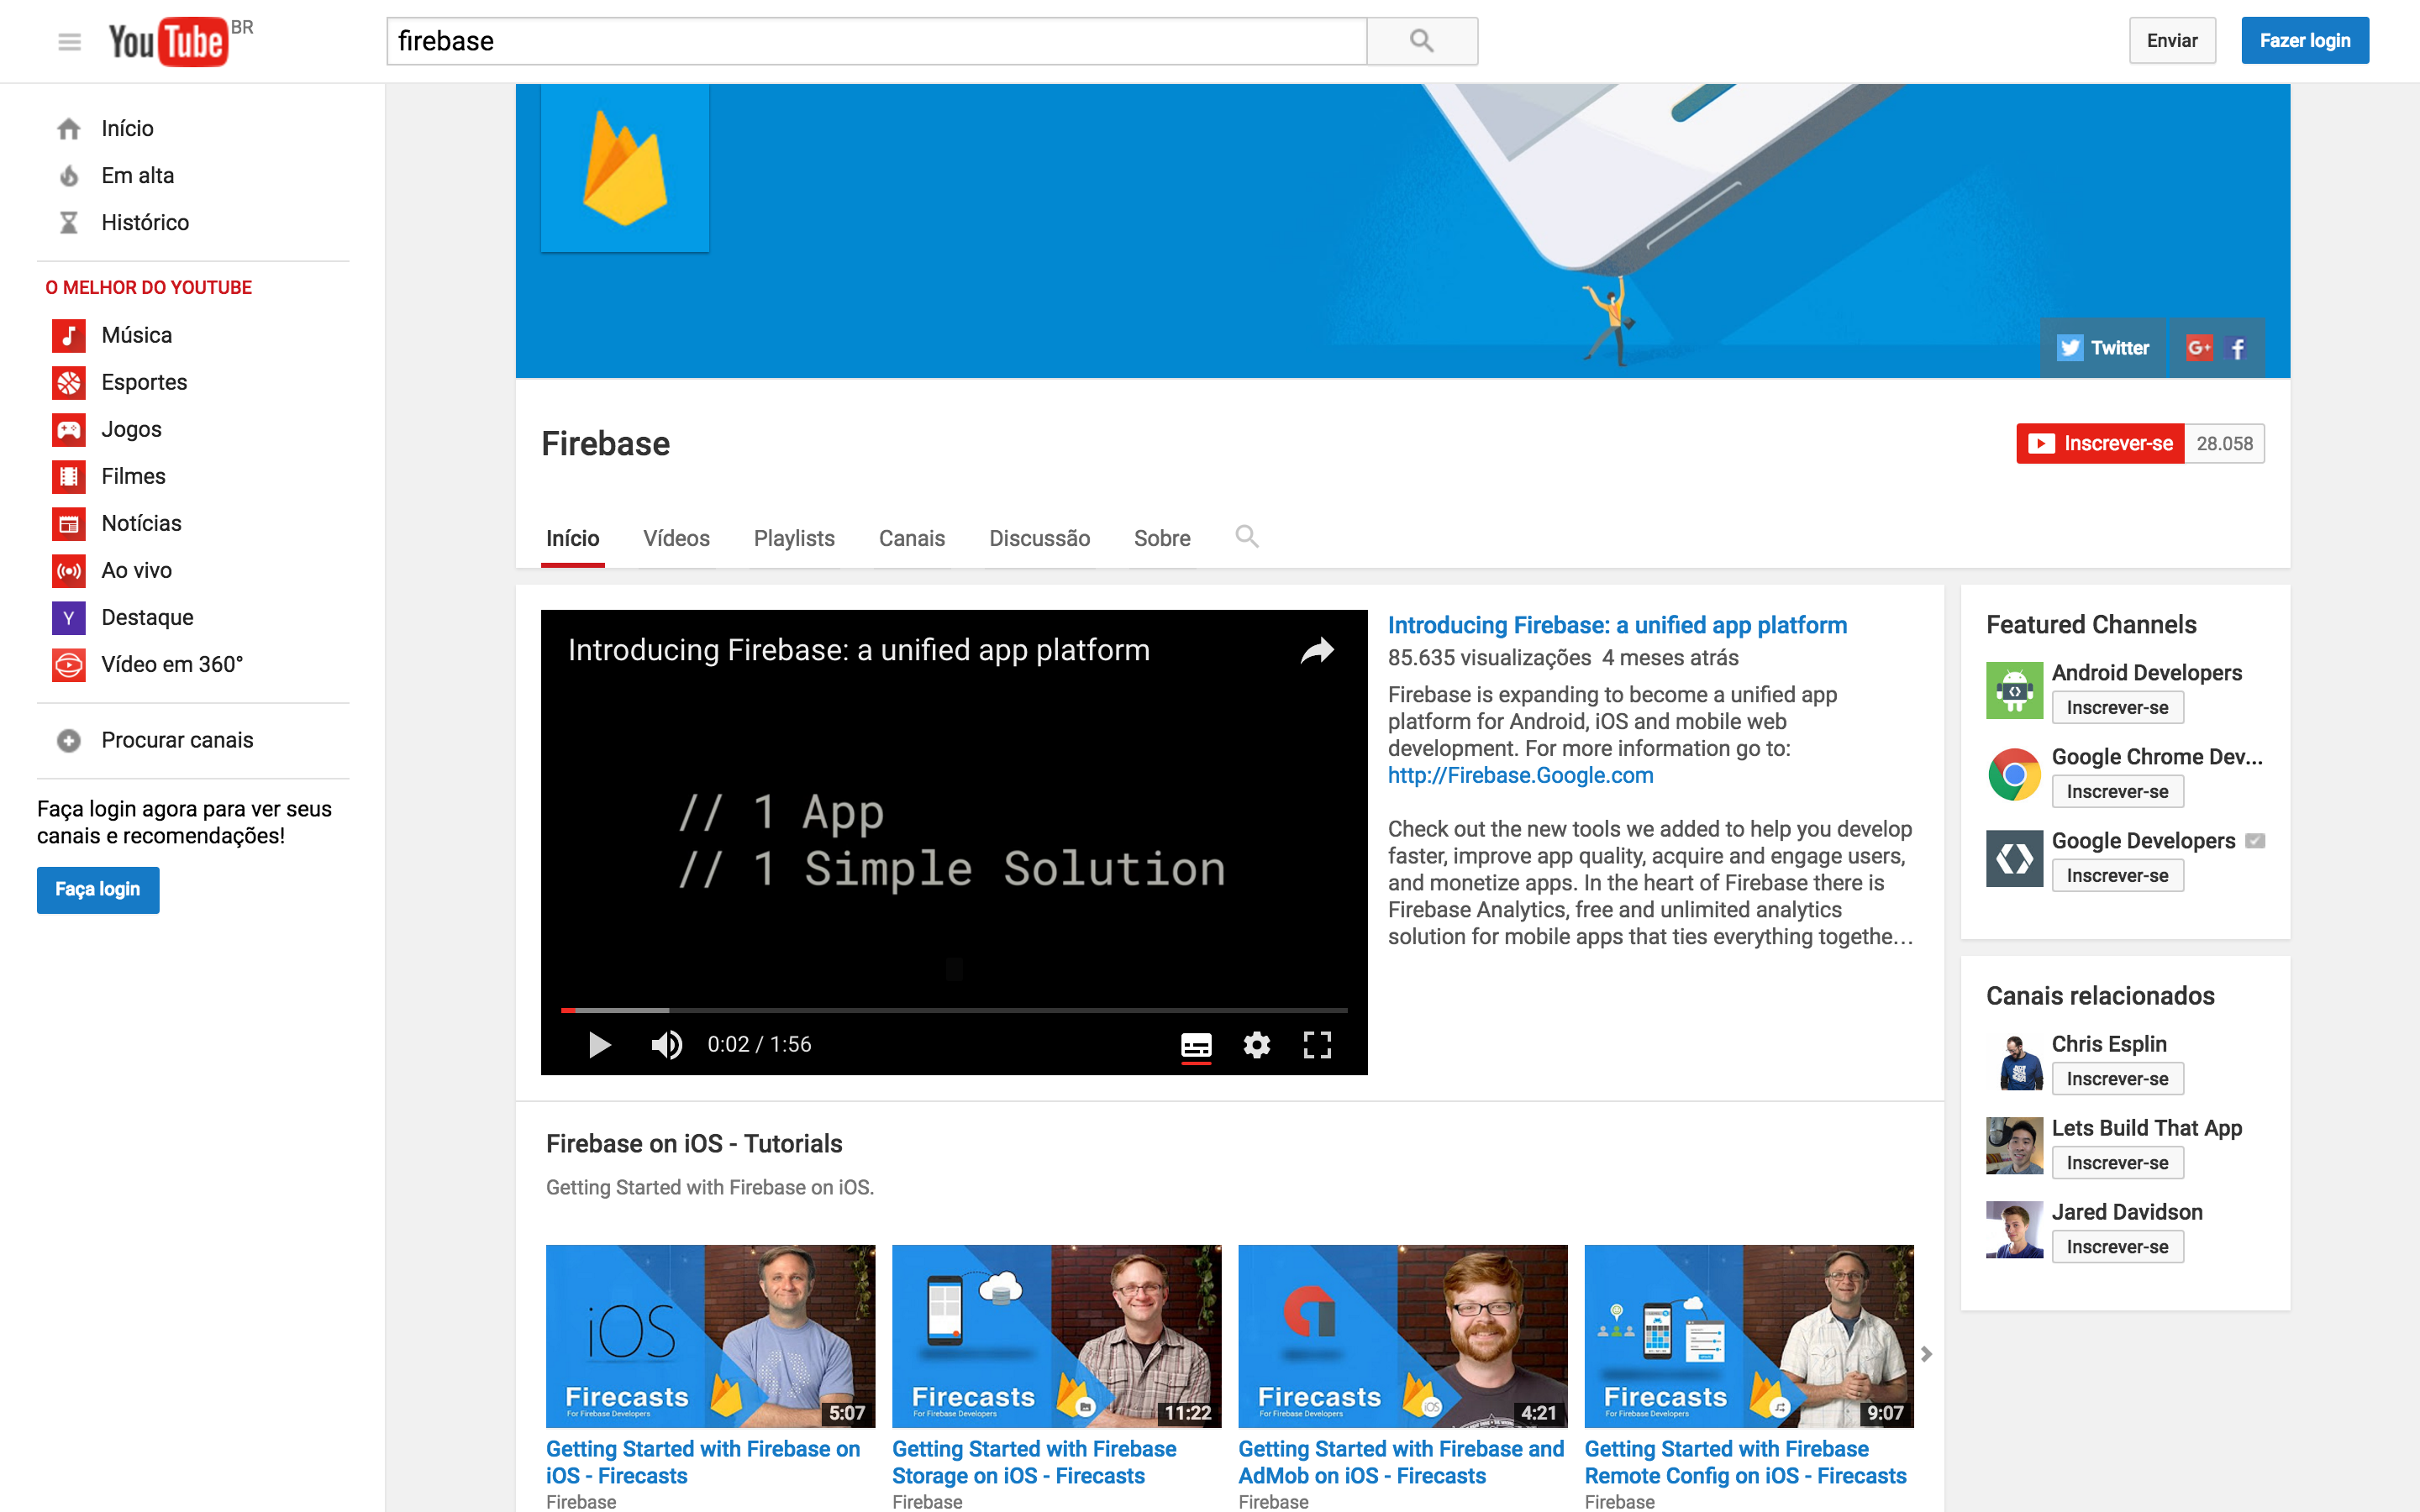 YouTube BR
firebase
Enviar
Fazer login
Início
Em alta
Histórico
O MELHOR DO YOUTUBE
Música
Esportes
Jogos
Filmes
Notícias
Ao vivo
Y Destaque
Vídeo em 360°
Procurar canais
Faça login agora para ver seus
canais e recomendações!
Faça login
Twitter
G+ f
Firebase
Inscrever-se 28.058
Início Vídeos Playlists Canais Discussão Sobre
Introducing Firebase: a unified app platform
// 1 App
// 1 Simple Solution
0:02 / 1:56
Introducing Firebase: a unified app platform
85.635 visualizações 4 meses atrás
Firebase is expanding to become a unified app
platform for Android, iOS and mobile web
development. For more information go to:
http://Firebase.Google.com
Check out the new tools we added to help you develop
faster, improve app quality, acquire and engage users,
and monetize apps. In the heart of Firebase there is
Firebase Analytics, free and unlimited analytics
solution for mobile apps that ties everything togethe...
Featured Channels
Android Developers
Inscrever-se
Google Chrome Dev...
Inscrever-se
Google Developers
Inscrever-se
Canais relacionados
Chris Esplin
Inscrever-se
Lets Build That App
Inscrever-se
Jared Davidson
Inscrever-se
Firebase on iOS - Tutorials
Getting Started with Firebase on iOS.
iOS
Firecasts
For Firebase Developers
5:07
Getting Started with Firebase on
iOS - Firecasts
Firebase
Firecasts
For Firebase Developers
11:22
Getting Started with Firebase
Storage on iOS - Firecasts
Firebase
Firecasts
For Firebase Developers
iOS
4:21
Getting Started with Firebase and
AdMob on iOS - Firecasts
Firebase
Firecasts
For Firebase Developers
9:07
Getting Started with Firebase
Remote Config on iOS - Firecasts
Firebase